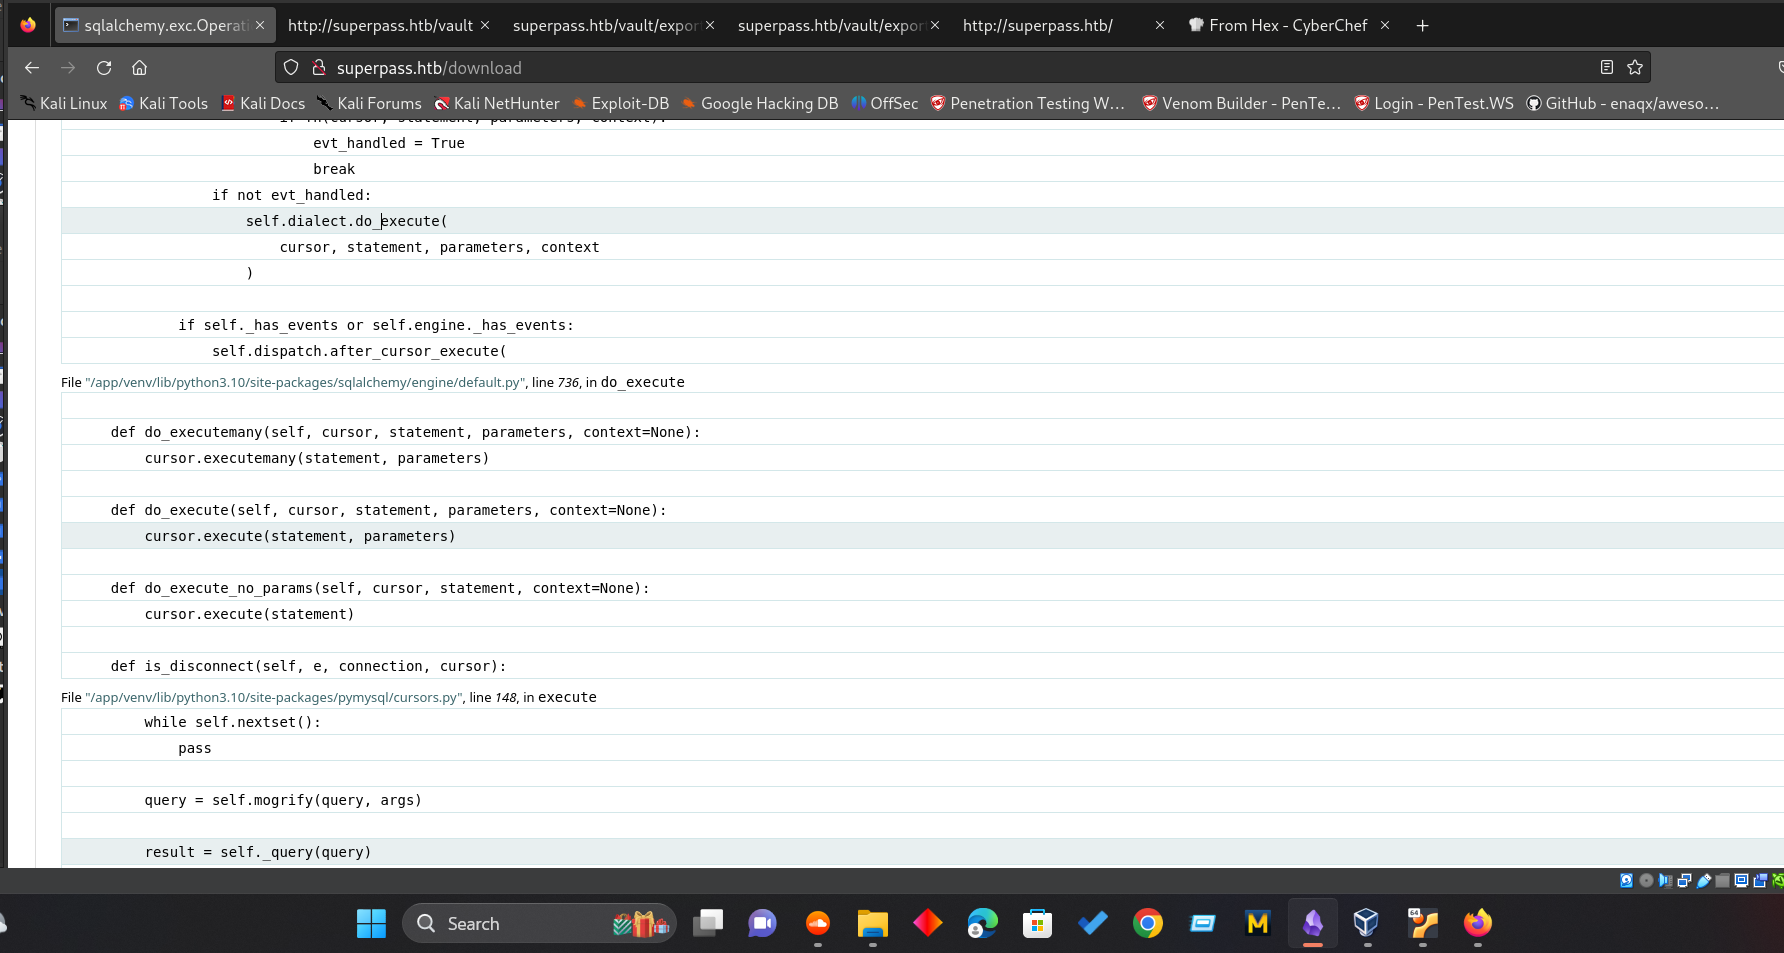 sqlalchemy.exc.Operati
http://superpass.htb/vault
superpass.htb/vault/expor
superpass.htb/vault/expor
http://superpass.htb/
From Hex - CyberChef
superpass.htb/download
Kali Linux
Kali Tools
Kali Docs
Kali Forums
Kali NetHunter
Exploit-DB
Google Hacking DB
OffSec
Penetration Testing W...
Venom Builder - PenTe...
Login - PenTest.WS
GitHub - enaqx/aweso...
if fn(cursor, statement, parameters, context):
evt_handled = True
break
if not evt_handled:
self.dialect.do_execute(
cursor, statement, parameters, context
)
if self._has_events or self.engine._has_events:
self.dispatch.after_cursor_execute(
File "/app/venv/lib/python3.10/site-packages/sqlalchemy/engine/default.py", line 736, in do_execute
def do_executemany(self, cursor, statement, parameters, context=None):
cursor.executemany(statement, parameters)
def do_execute(self, cursor, statement, parameters, context=None):
cursor.execute(statement, parameters)
def do_execute_no_params(self, cursor, statement, context=None):
cursor.execute(statement)
def is_disconnect(self, e, connection, cursor):
File "/app/venv/lib/python3.10/site-packages/pymysql/cursors.py", line 148, in execute
while self.nextset():
pass
query = self.mogrify(query, args)
result = self._query(query)
Search
M
64